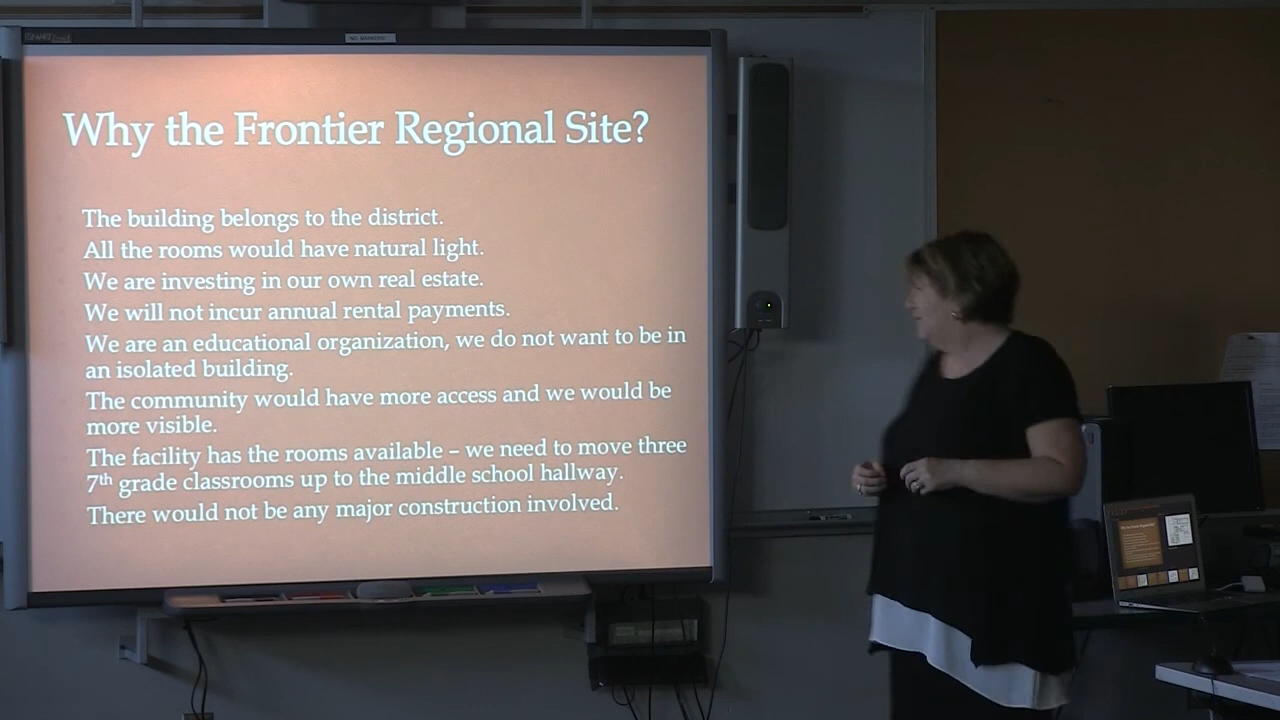 NO MARKERS!
Why the Frontier Regional Site?
The building belongs to the district.
All the rooms would have natural light.
We are investing in our own real estate.
We will not incur annual rental payments.
We are an educational organization, we do not want to be in
an isolated building.
The community would have more access and we would be
more visible.
The facility has the rooms available – we need to move three
7th grade classrooms up to the middle school hallway.
There would not be any major construction involved.